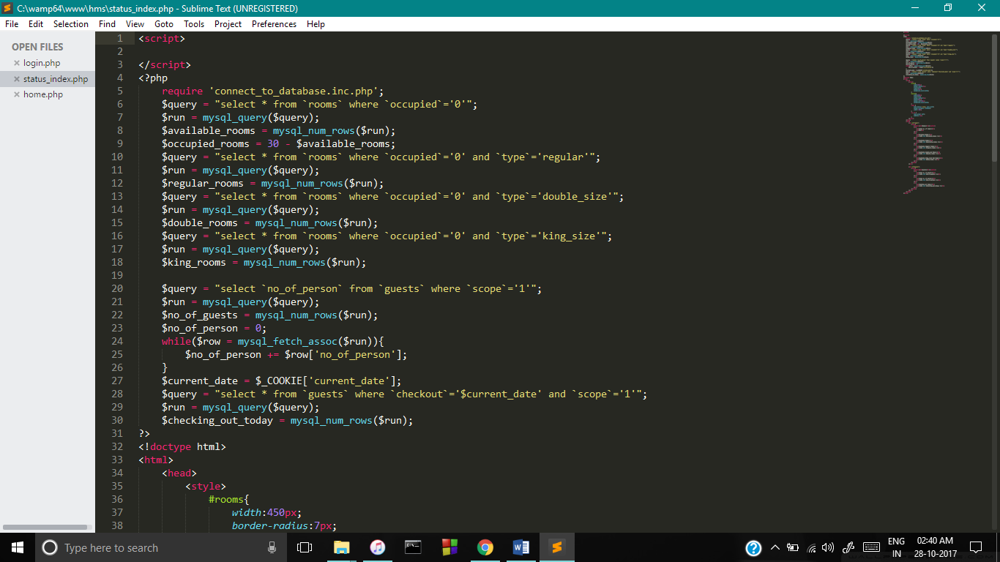 C:\wamp64\www\hms\status_index.php - Sublime Text (UNREGISTERED)
File Edit Selection Find View Goto Tools Project Preferences Help
OPEN FILES
login.php
status_index.php
home.php
1 <script>
2
3 </script>
4 <?php
5 require 'connect_to_database.inc.php';
6 $query = "select * from `rooms` where `occupied`='0'";
7 $run = mysql_query($query);
8 $available_rooms = mysql_num_rows($run);
9 $occupied_rooms = 30 - $available_rooms;
10 $query = "select * from `rooms` where `occupied`='0' and `type`='regular'";
11 $run = mysql_query($query);
12 $regular_rooms = mysql_num_rows($run);
13 $query = "select * from `rooms` where `occupied`='0' and `type`='double_size'";
14 $run = mysql_query($query);
15 $double_rooms = mysql_num_rows($run);
16 $query = "select * from `rooms` where `occupied`='0' and `type`='king_size'";
17 $run = mysql_query($query);
18 $king_rooms = mysql_num_rows($run);
19
20 $query = "select `no_of_person` from `guests` where `scope`='1'";
21 $run = mysql_query($query);
22 $no_of_guests = mysql_num_rows($run);
23 $no_of_person = 0;
24 while($row = mysql_fetch_assoc($run)){
25 $no_of_person += $row['no_of_person'];
26 }
27 $current_date = $_COOKIE['current_date'];
28 $query = "select * from `guests` where `checkout`='$current_date' and `scope`='1'";
29 $run = mysql_query($query);
30 $checking_out_today = mysql_num_rows($run);
31 ?>
32 <!doctype html>
33 <html>
34 <head>
35 <style>
36 #rooms{
37 width:450px;
38 border-radius:7px;
Type here to search
ENG
IN
02:40 AM
28-10-2017